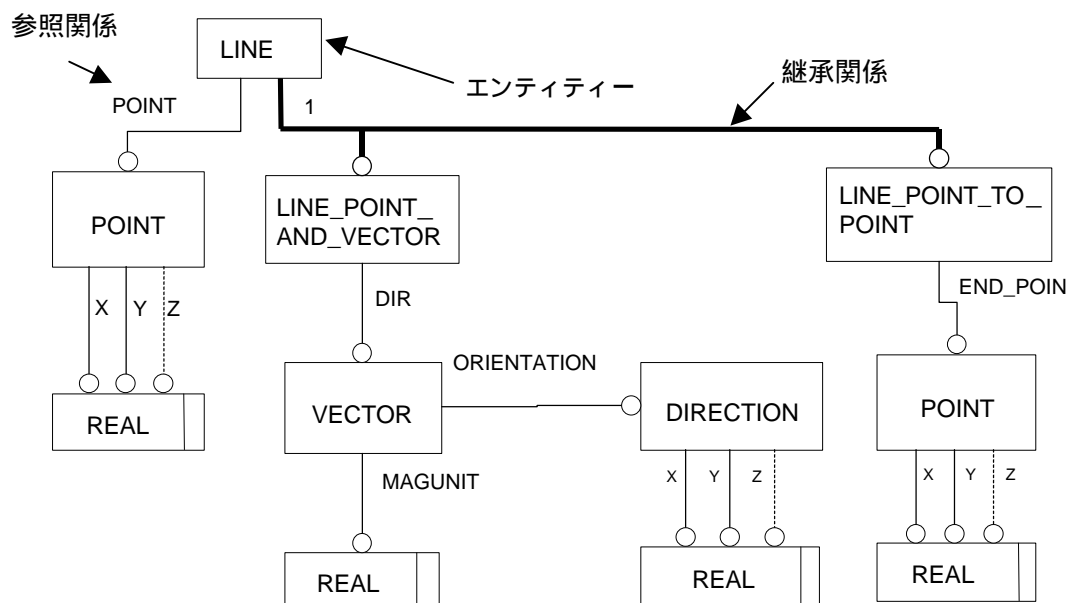 参照関係
LINE
エンティティー
継承関係
POINT
1
POINT
LINE_POINT_
AND_VECTOR
LINE_POINT_TO_
POINT
X Y Z
DIR
END_POIN
REAL
VECTOR
ORIENTATION
DIRECTION
POINT
MAGUNIT
X Y Z
X Y Z
REAL
REAL
REAL